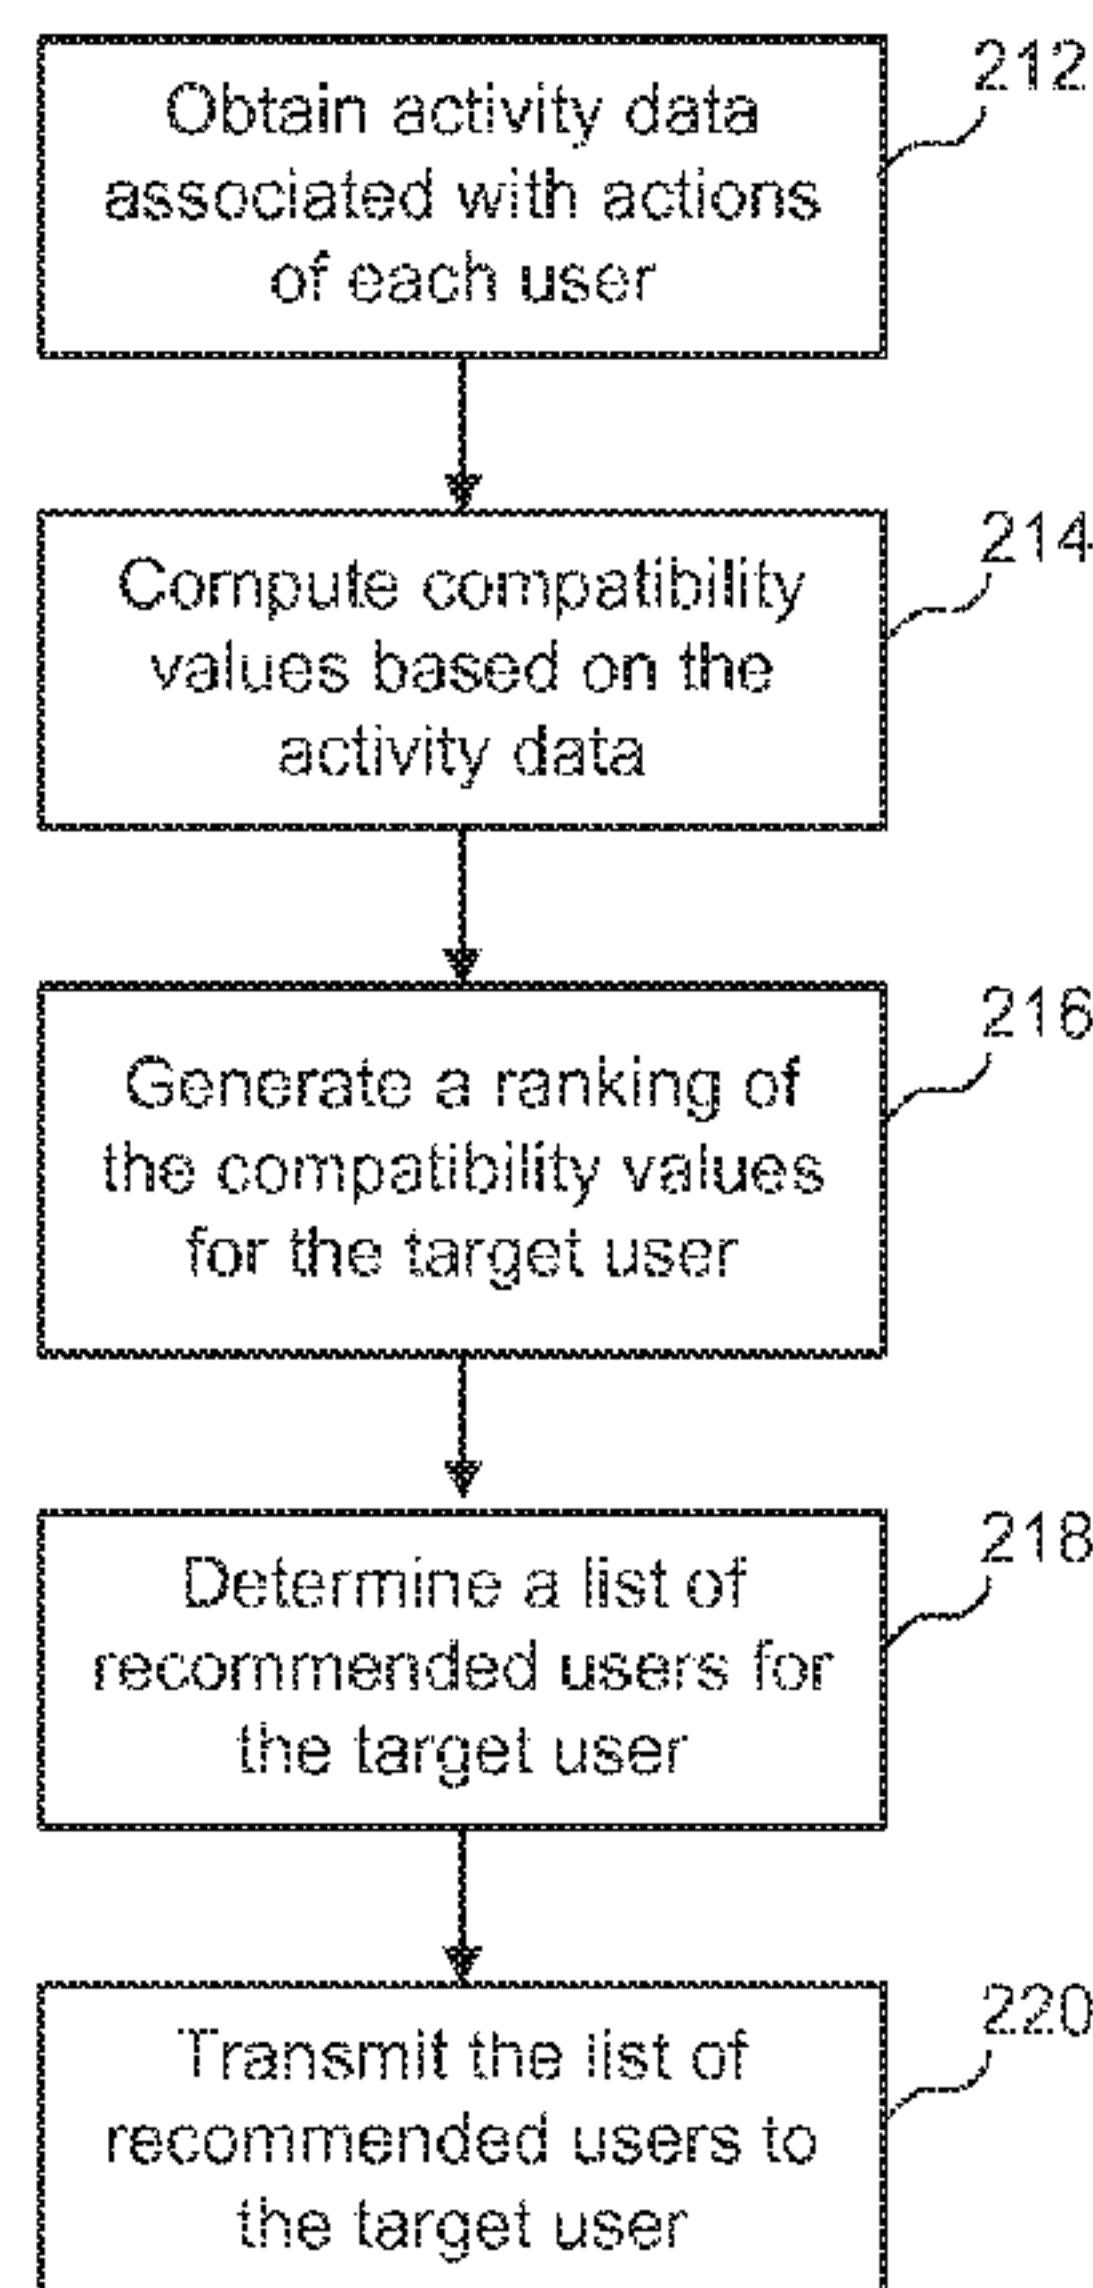 Obtain activity data
associated with actions
of each user
212
Compute compatibility
values based on the
activity data
214
Generate a ranking of
the compatibility values
for the target user
216
Determine a list of
recommended users for
the target user
218
Transmit the list of
recommended users to
the target user
220